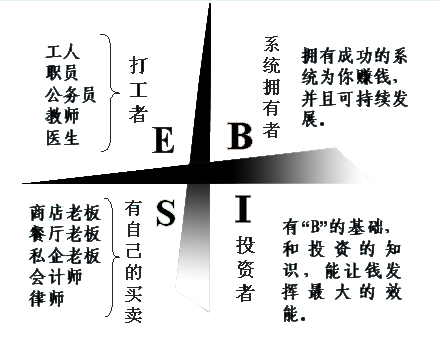 工人
职员
公务员
教师
医生
打工者
E
系统拥有者
B
拥有成功的系
统为你赚钱，
并且可持续发
展。
商店老板
餐厅老板
私企老板
会计师
律师
有自己的买卖
S
I
投资者
有“B”的基础，
和投资的知
识，能让钱发
挥最大的效
能。